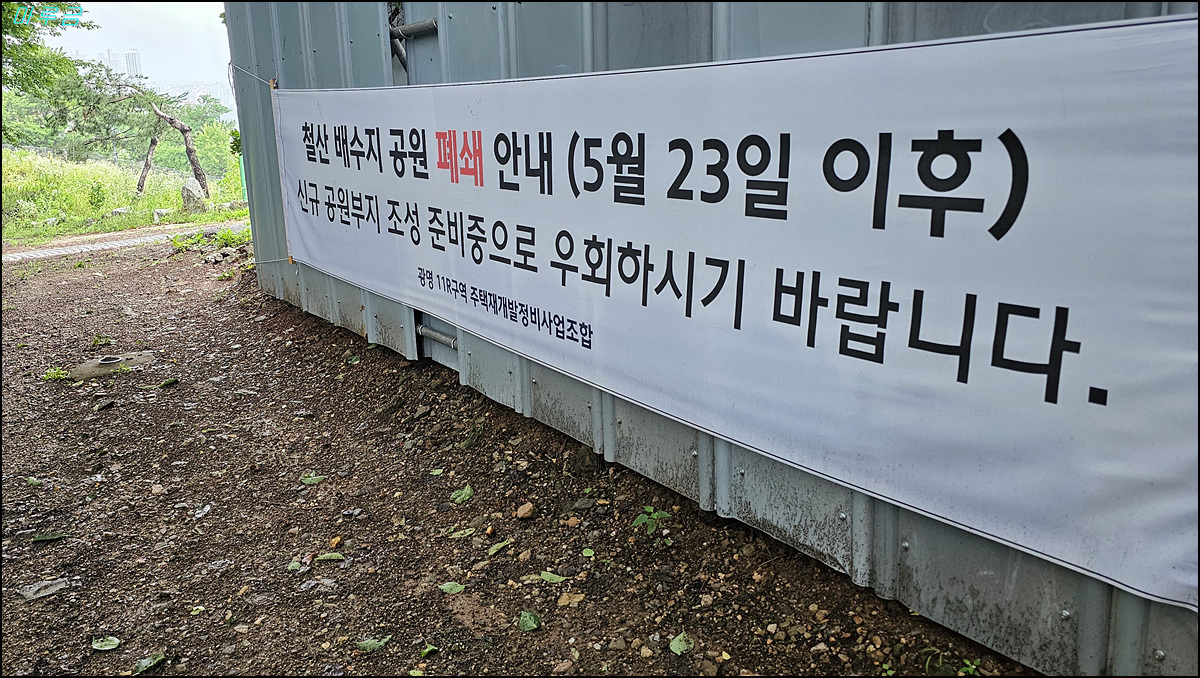 철산 배수지 공원 폐쇄 안내 (5월 23일 이후)
신규 공원부지 조성 준비중으로 우회하시기 바랍니다.
광명 11R구역 주택재개발정비사업조합